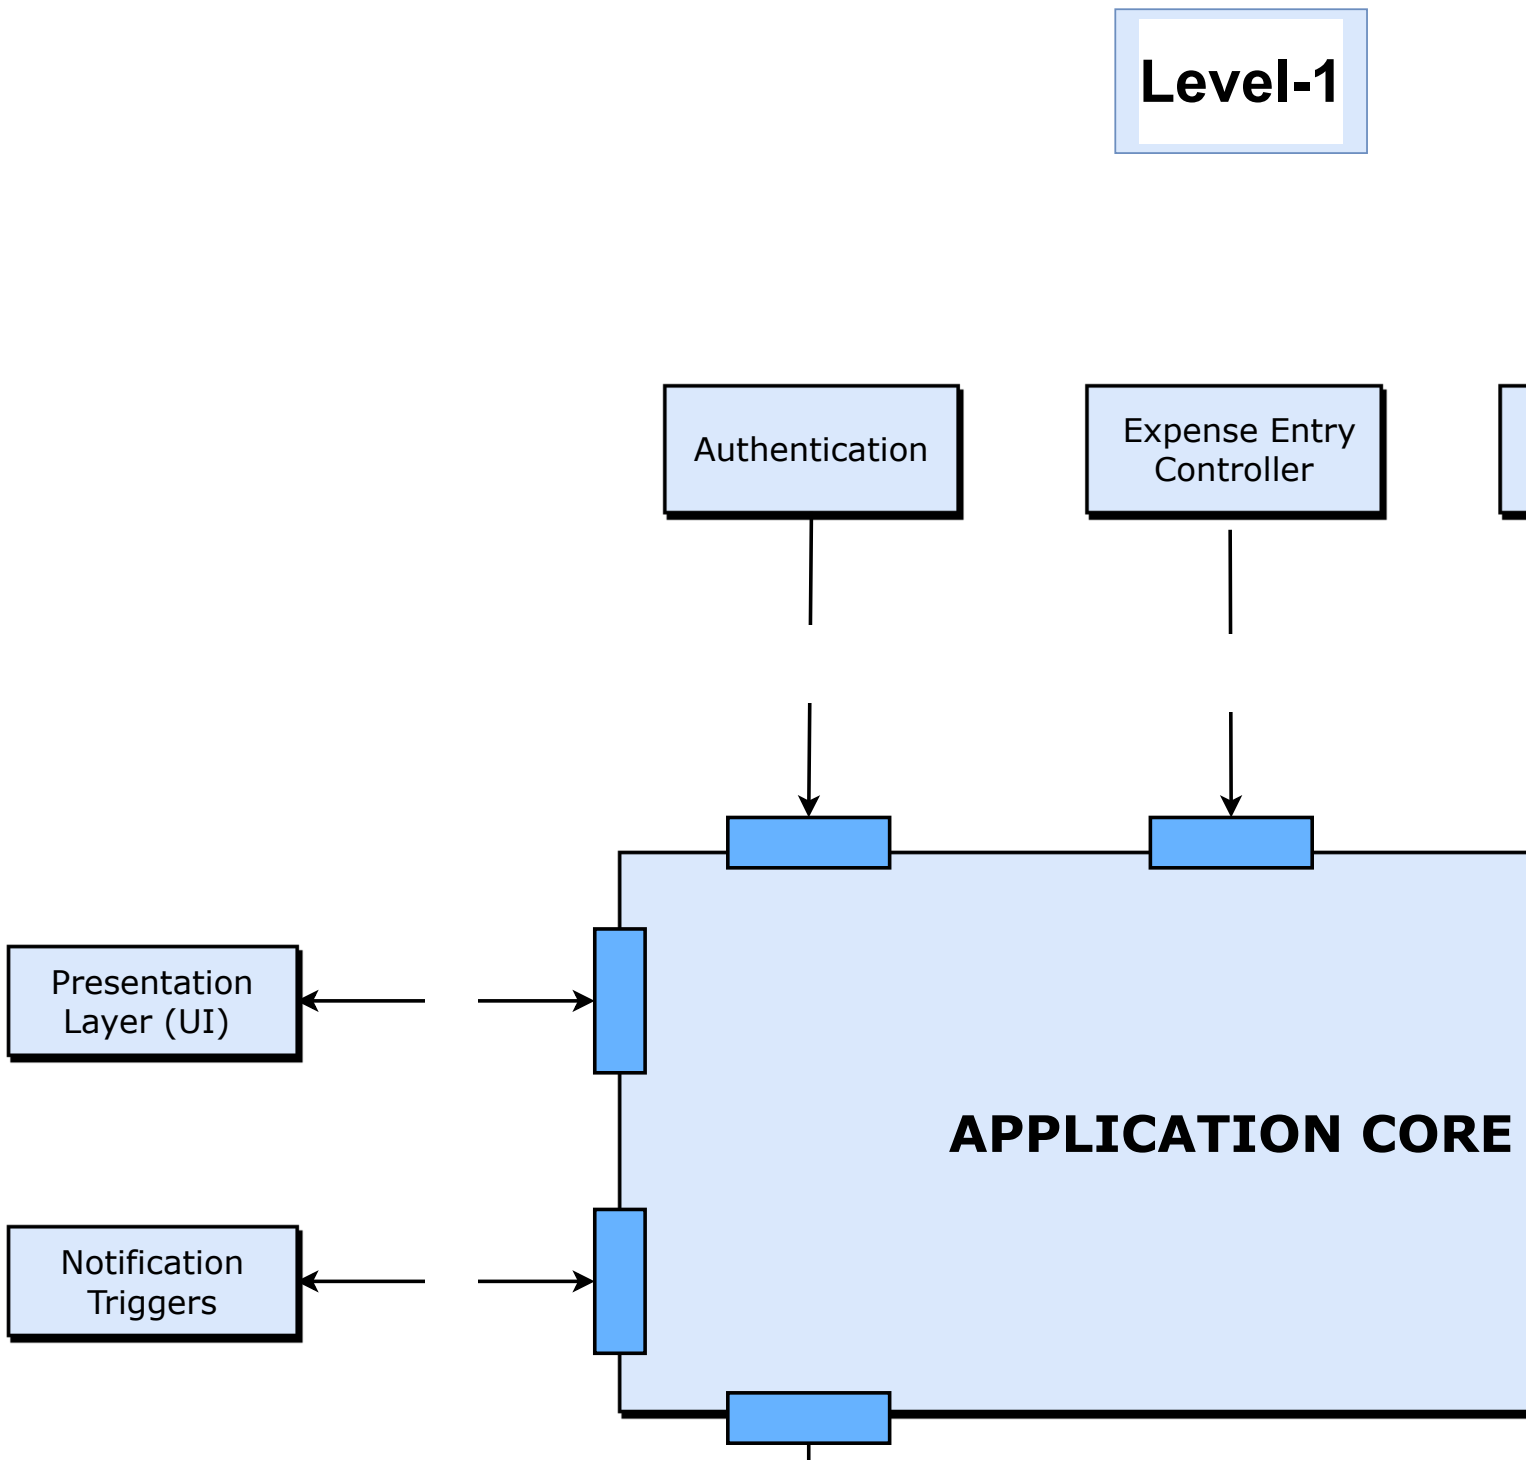 Level-1
Authentication
Expense Entry
Controller
Presentation
Layer (UI)
APPLICATION CORE
Notification
Triggers